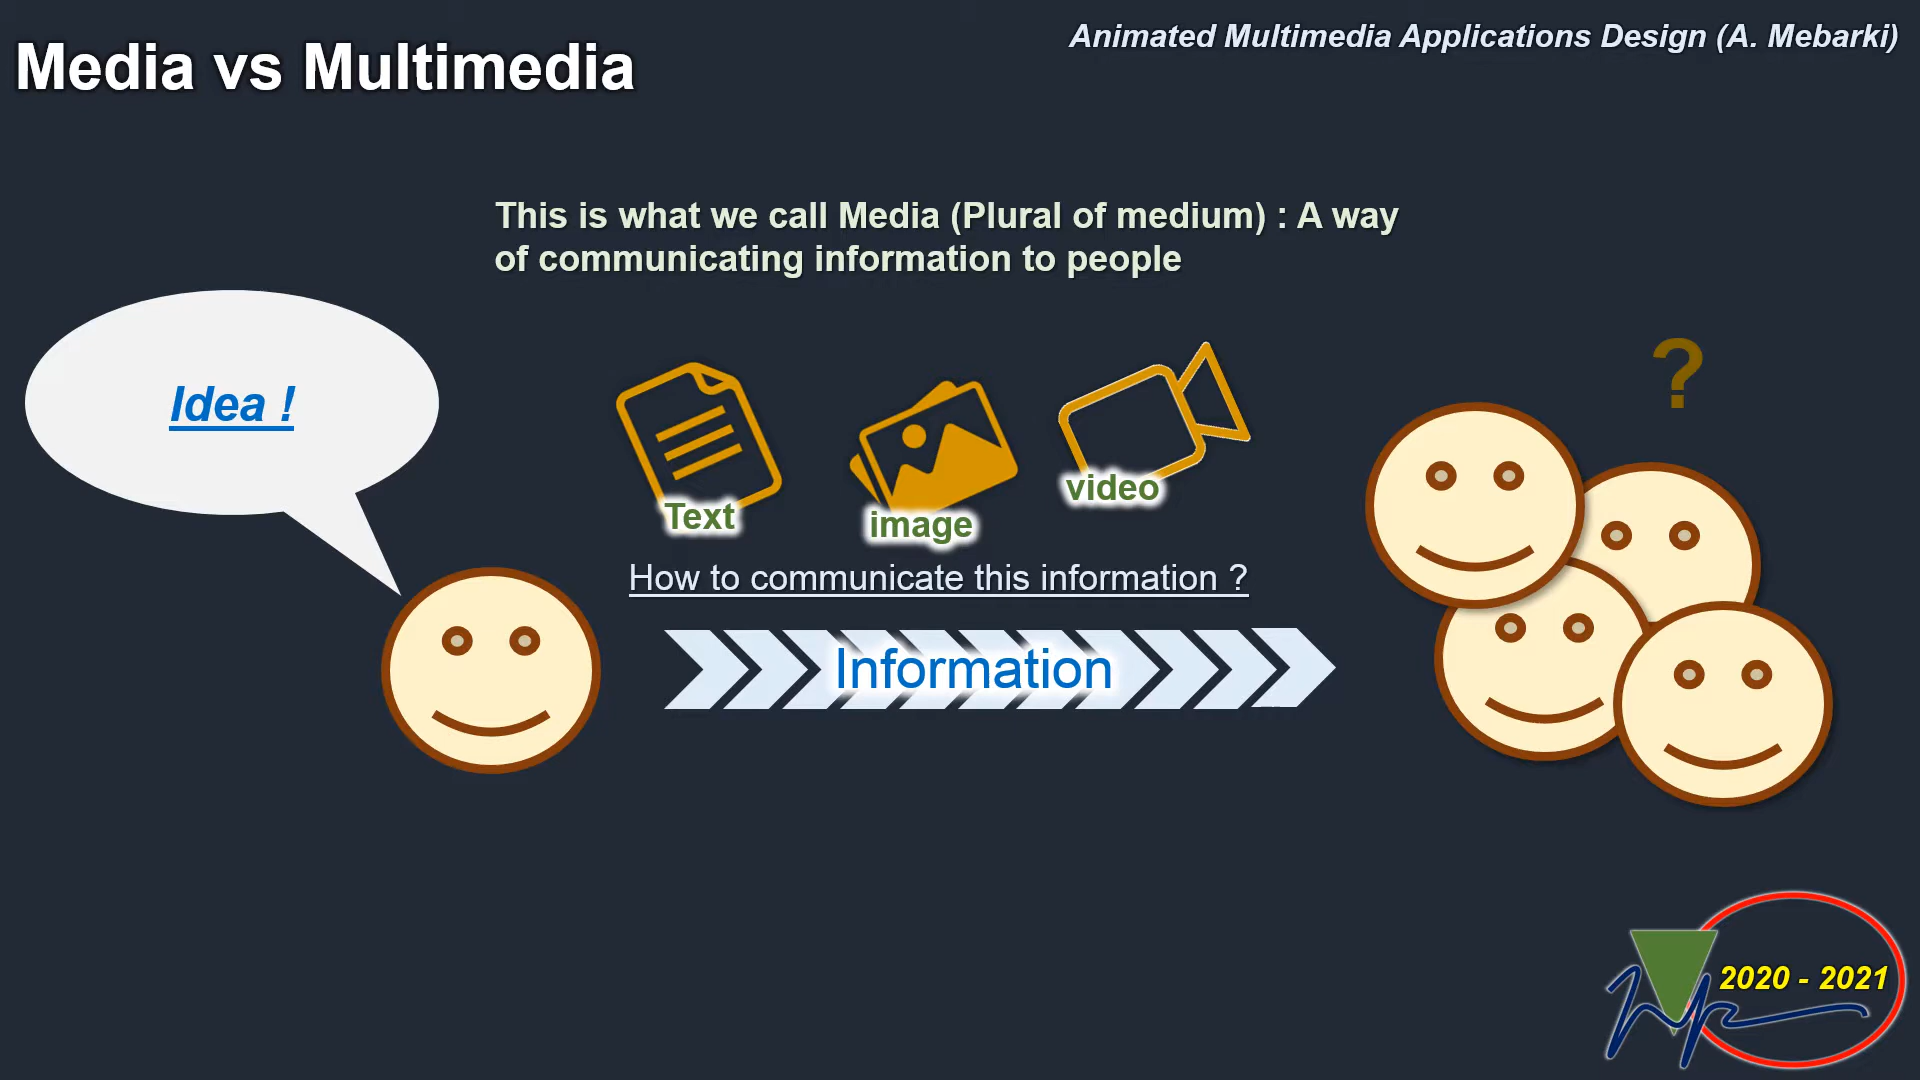 Animated Multimedia Applications Design (A. Mebarki)
Media vs Multimedia
This is what we call Media (Plural of medium) : A way
of communicating information to people
Idea !
?
Text
image
video
How to communicate this information ?
Information
2020 - 2021